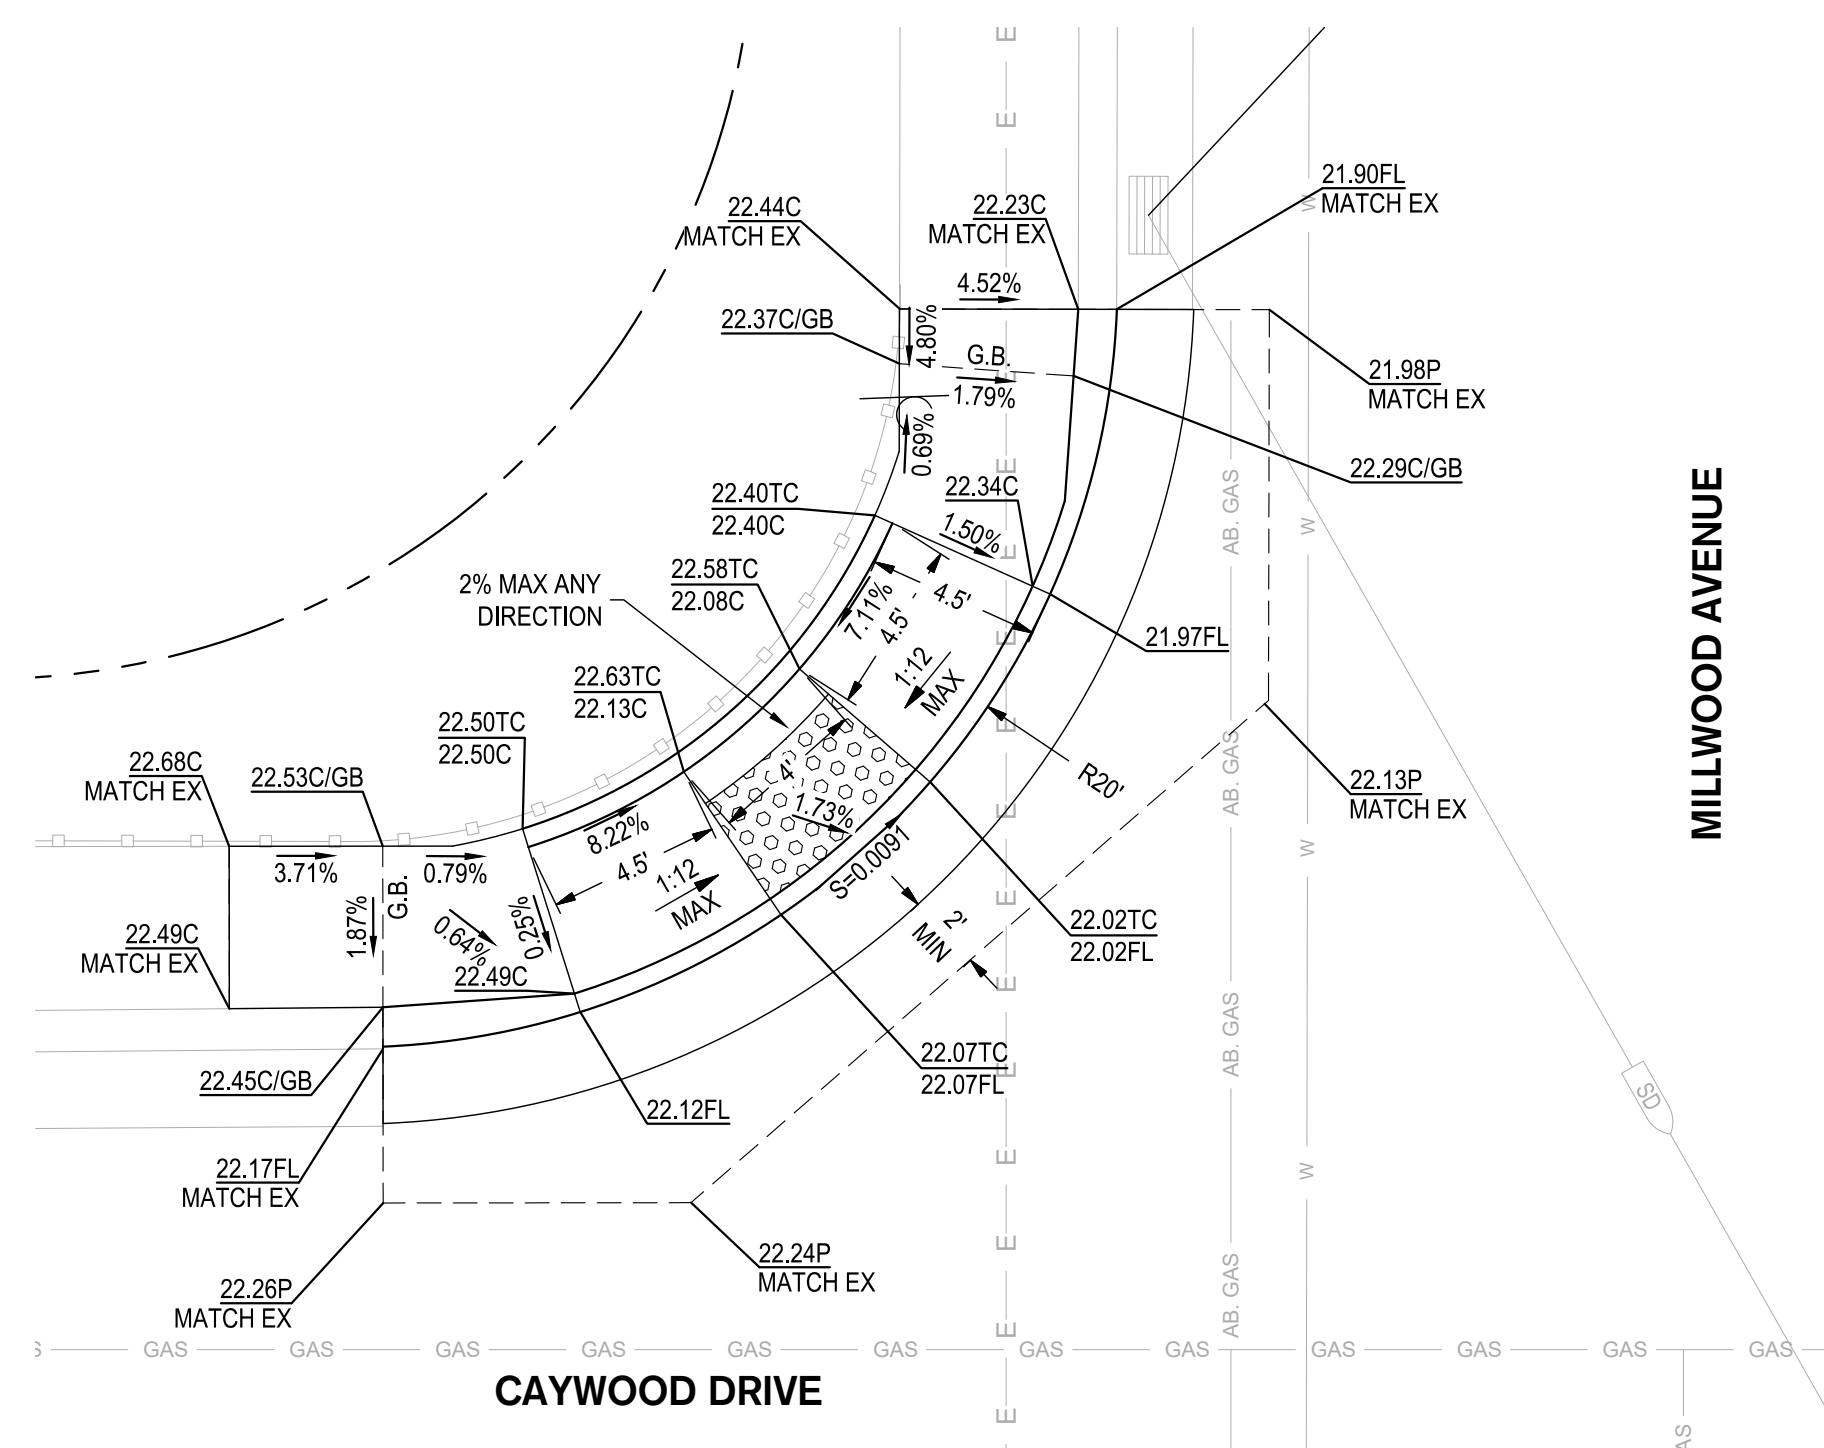 E
E
21.90FL
MATCH EX
W
22.44C
MATCH EX
22.23C
MATCH EX
4.52%
22.37C/GB
4.80%
G.B.
E
1.79%
21.98P
MATCH EX
0.69%
22.29C/GB
E
22.40TC
22.40C
22.34C
1.50%
E
AB. GAS
W
MILLWOOD AVENUE
22.58TC
22.08C
2% MAX ANY
DIRECTION
7.11%
4.5'
4.5'
E
21.97FL
1:12
MAX
22.63TC
22.13C
22.50TC
22.50C
E
22.68C
MATCH EX
22.53C/GB
4'
R20'
AB. GAS
22.13P
MATCH EX
1.73%
E
8.22%
4.5'
1:12
MAX
S=0.0091
W
3.71%
0.79%
G.B.
1.87%
0.64%
0.25%
E
2'
MIN
22.02TC
22.02FL
22.49C
MATCH EX
22.49C
E
AB. GAS
22.07TC
22.07FL
E
22.45C/GB
22.12FL
SD
22.17FL
MATCH EX
E
W
22.24P
MATCH EX
E
AB. GAS
22.26P
MATCH EX
E
S GAS GAS GAS GAS GAS GAS GAS GAS GAS GAS GAS GAS
CAYWOOD DRIVE
E
AS